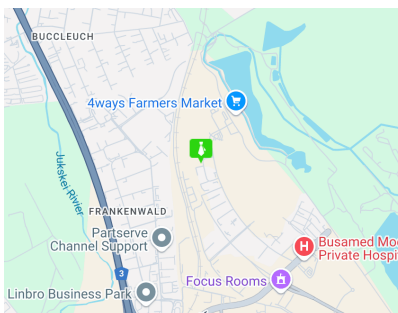 BUCCLEUCH
4ways Farmers Market
Jukskei Rivier
FRANKENWALD
Partserve
Channel Support
Busamed Mo
Private Hospi
3
Focus Rooms
H
Linbro Business Park